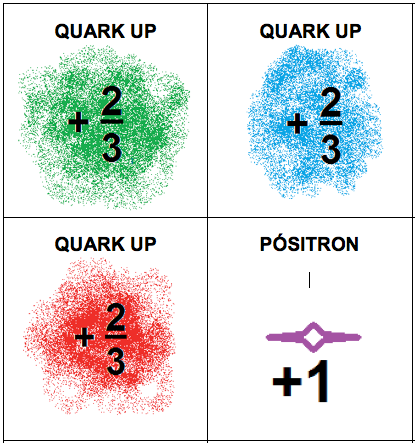 QUARK UP
+ 2/3
QUARK UP
+ 2/3
QUARK UP
+ 2/3
PÓSITRON
+1